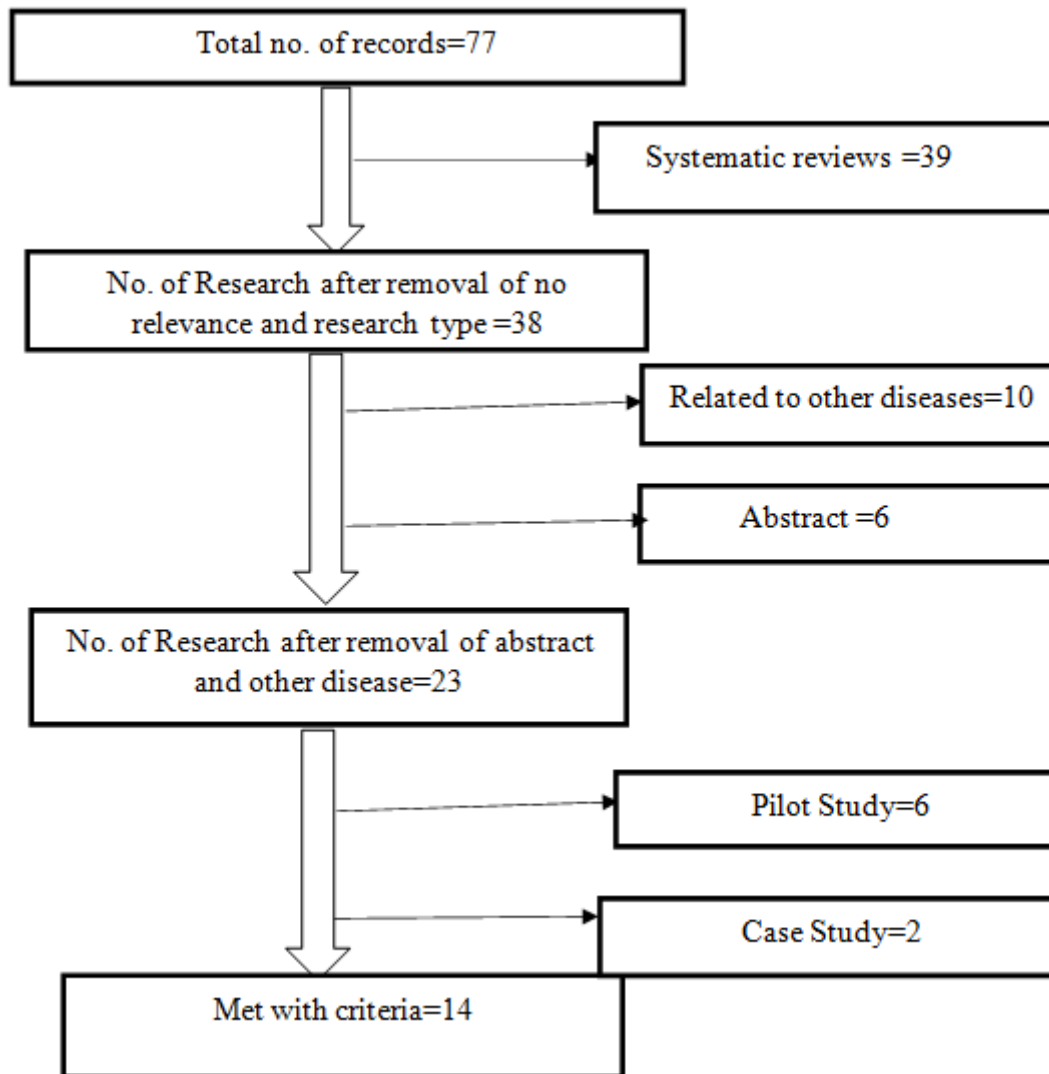 Total no. of records=77
Systematic reviews =39
No. of Research after removal of no
relevance and research type =38
Related to other diseases=10
Abstract =6
No. of Research after removal of abstract
and other disease=23
Pilot Study=6
Case Study=2
Met with criteria=14